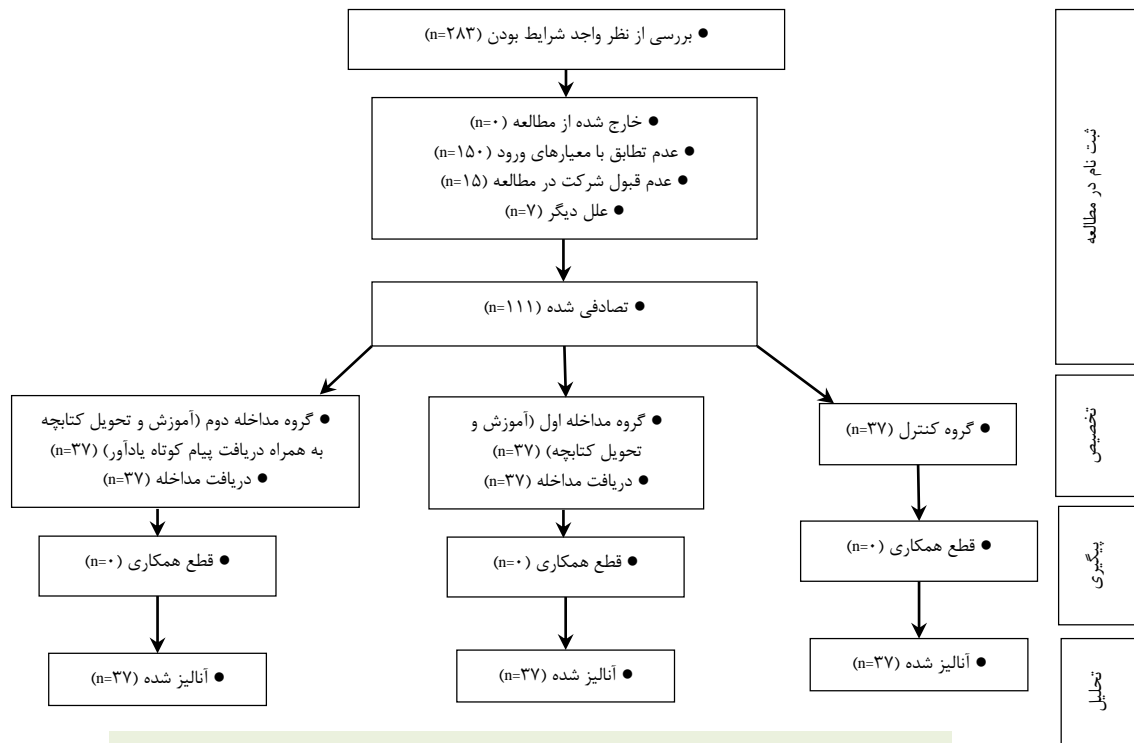 ● بررسی از نظر واجد شرایط بودن (n=۲۸۳)
● خارج شده از مطالعه (n=۰)
● عدم تطابق با معیارهای ورود (n=۱۵۰)
● عدم قبول شرکت در مطالعه (n=۱۵)
● علل دیگر (n=۷)
ثبت نام در مطالعه
● تصادفی شده (n=۱۱۱)
تخصیص
● گروه کنترل (n=۳۷)
● گروه مداخله اول (آموزش و
تحویل کتابچه) (n=۳۷)
● دریافت مداخله (n=۳۷)
● گروه مداخله دوم (آموزش و تحویل کتابچه
به همراه دریافت پیام کوتاه یادآور) (n=۳۷)
● دریافت مداخله (n=۳۷)
پیگیری
● قطع همکاری (n=۰)
● قطع همکاری (n=۰)
● قطع همکاری (n=۰)
تحلیل
● آنالیز شده (n=۳۷)
● آنالیز شده (n=۳۷)
● آنالیز شده (n=۳۷)